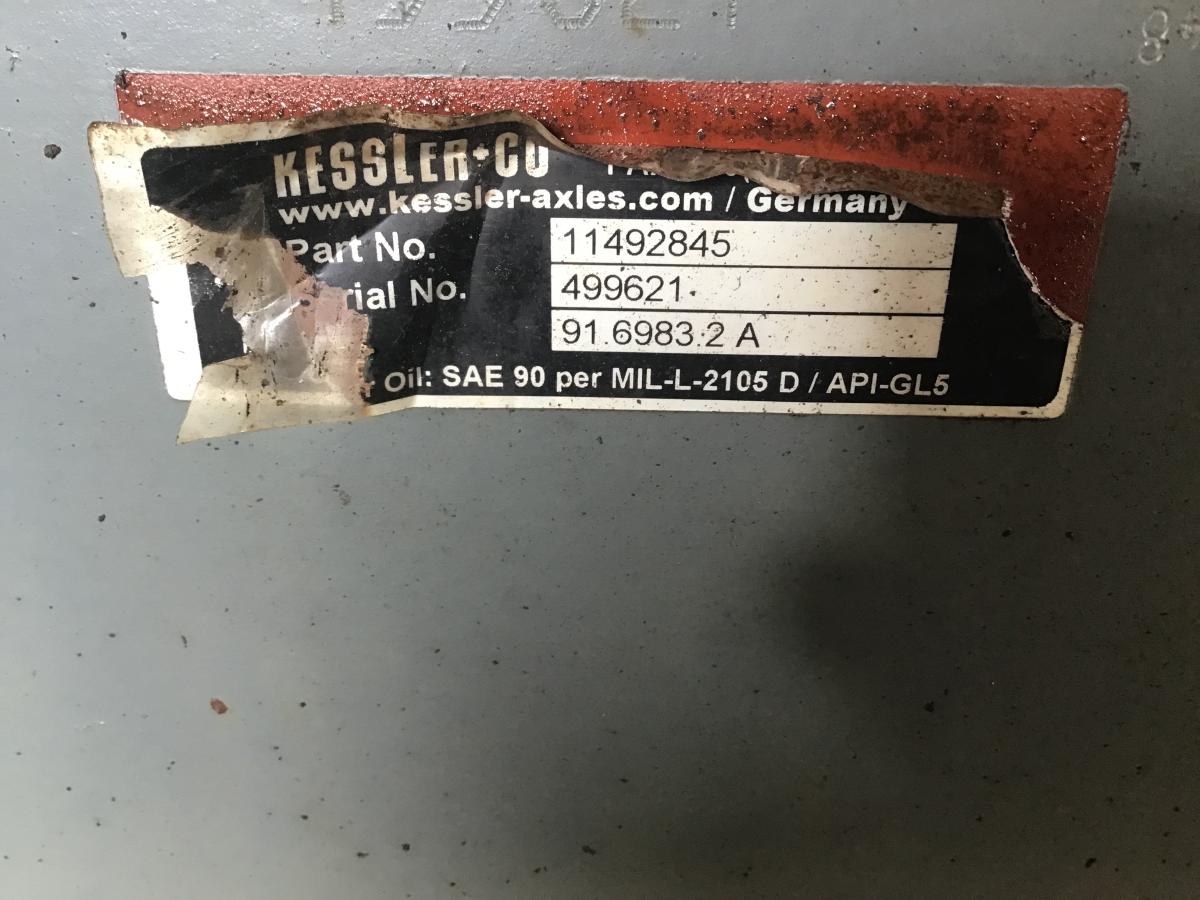 8*
KESSLER+CO
www.kessler-axles.com / Germany
Part No. 11492845
No. 499621
91.6983.2 A
Oil: SAE 90 per MIL-L-2105 D / API-GL5